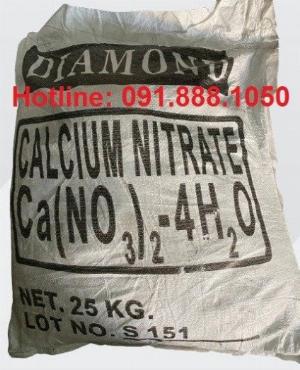 DIAMOND
Hotline: 091.888.1050
CALCIUM NITRATE
Ca(NO3)2-4H2O
NET. 25 KG.
LOT NO. S 151